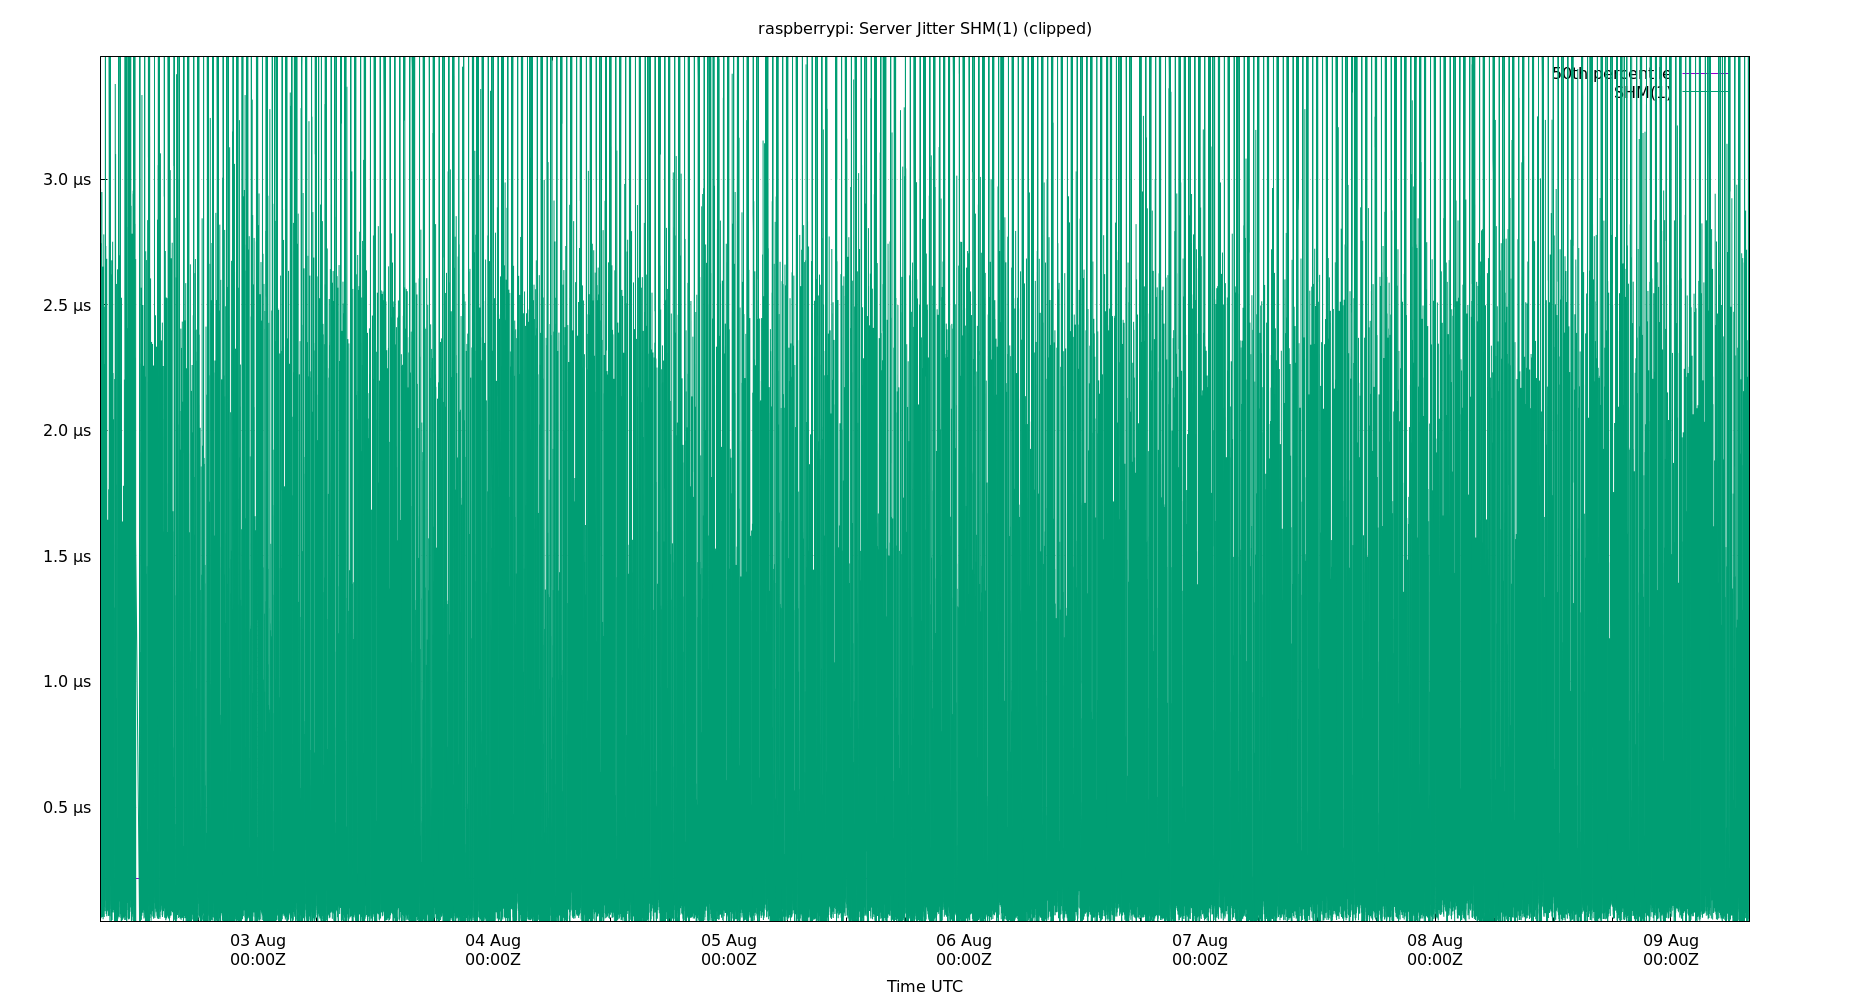 raspberrypi: Server Jitter SHM(1) (clipped)
50th percentile
SHM(1)
3.0 µs
2.5 µs
2.0 µs
1.5 µs
1.0 µs
0.5 µs
03 Aug 04 Aug 05 Aug 06 Aug 07 Aug 08 Aug 09 Aug
00:00Z 00:00Z 00:00Z 00:00Z 00:00Z 00:00Z 00:00Z
Time UTC